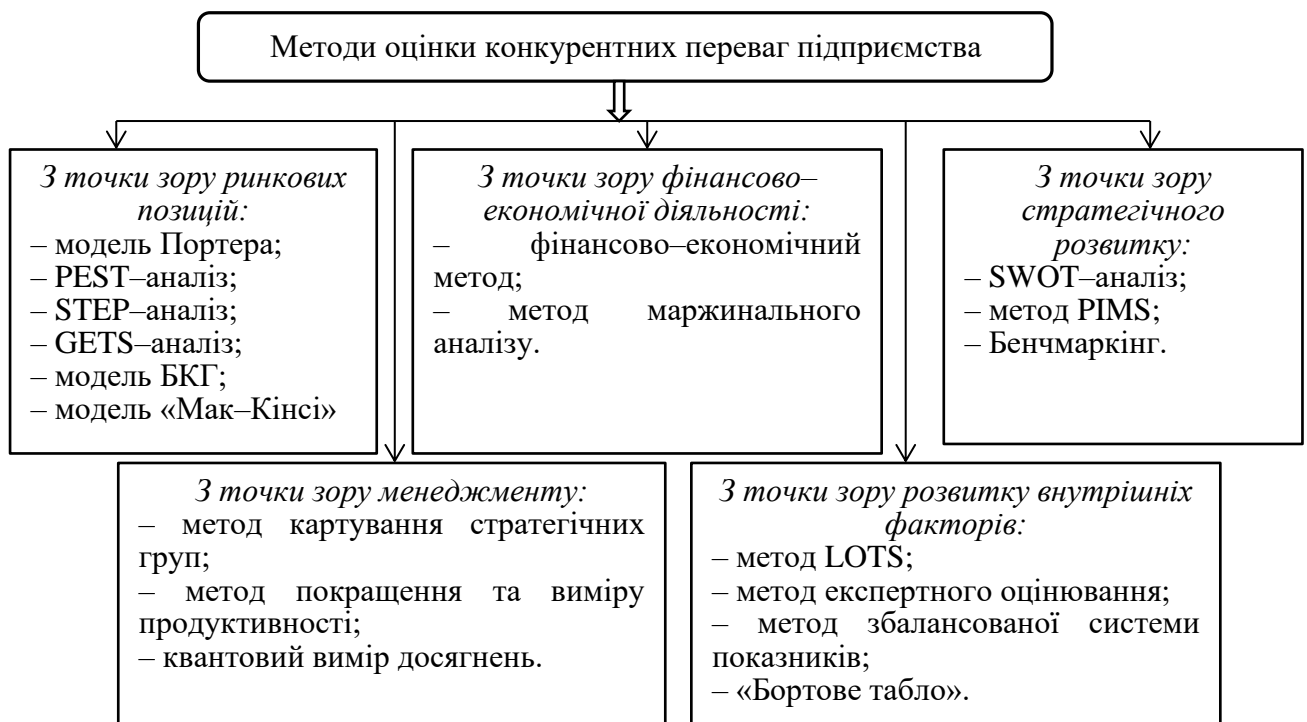 Методи оцінки конкурентних переваг підприємства
З точки зору ринкових
позицій:
– модель Портера;
– PEST–аналіз;
– STEP–аналіз;
– GETS–аналіз;
– модель БКГ;
– модель «Мак–Кінсі»
З точки зору фінансово–
економічної діяльності:
– фінансово–економічний
метод;
– метод маржинального
аналізу.
З точки зору
стратегічного
розвитку:
– SWOT–аналіз;
– метод PIMS;
– Бенчмаркінг.
З точки зору менеджменту:
– метод картування стратегічних
груп;
– метод покращення та виміру
продуктивності;
– квантовий вимір досягнень.
З точки зору розвитку внутрішніх
факторів:
– метод LOTS;
– метод експертного оцінювання;
– метод збалансованої системи
показників;
– «Бортове табло».